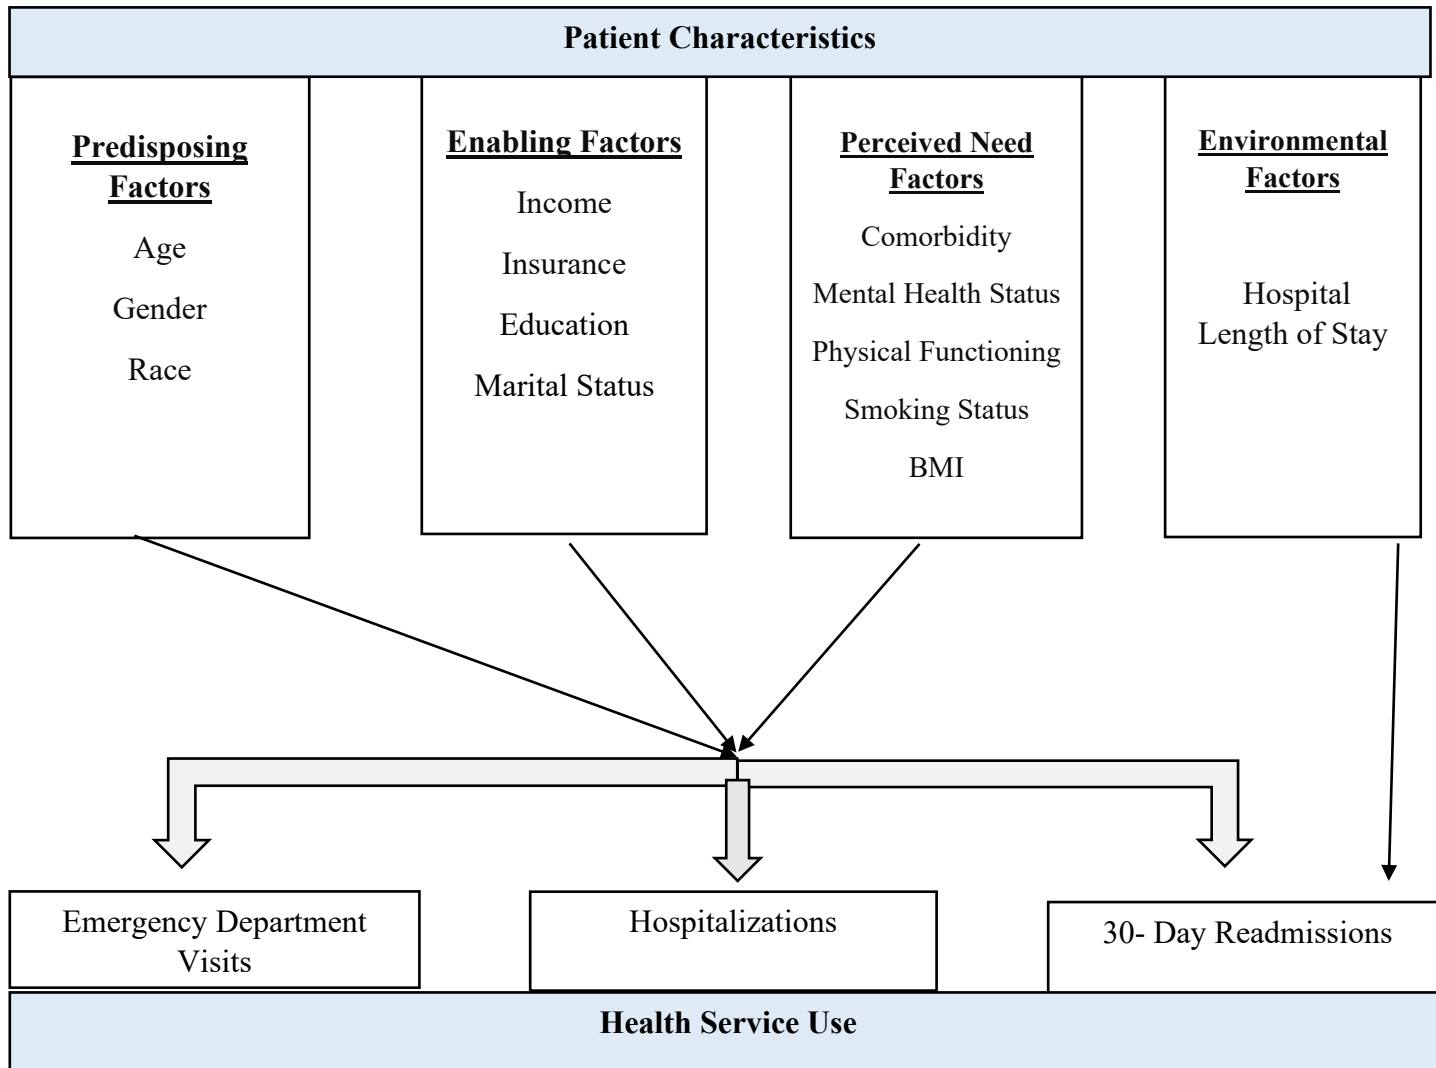 Patient Characteristics
Predisposing
Factors
Age
Gender
Race
Enabling Factors
Income
Insurance
Education
Marital Status
Perceived Need
Factors
Comorbidity
Mental Health Status
Physical Functioning
Smoking Status
BMI
Environmental
Factors
Hospital
Length of Stay
Emergency Department
Visits
Hospitalizations
30- Day Readmissions
Health Service Use